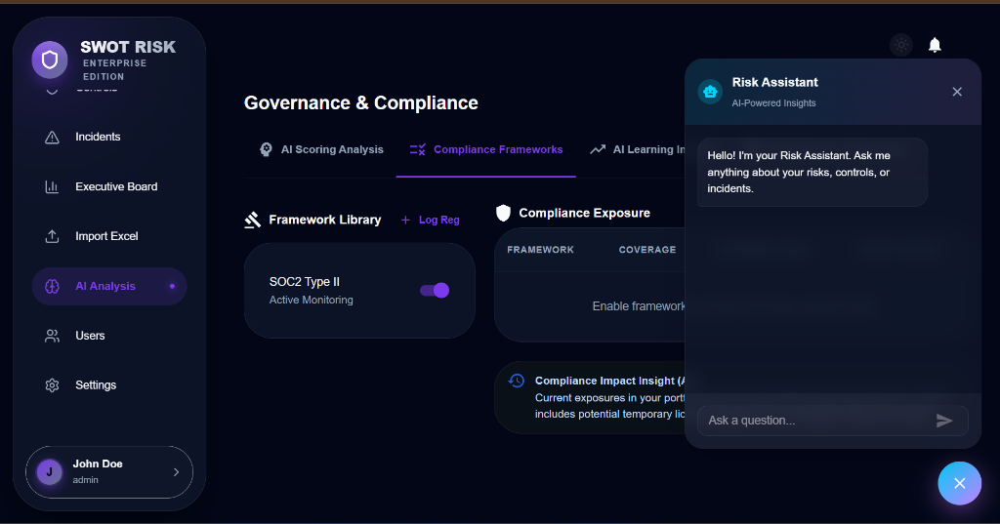 SWOT RISK
ENTERPRISE
EDITION
Controls
Incidents
Executive Board
Import Excel
AI Analysis
Users
Settings
J
John Doe
admin
Governance & Compliance
AI Scoring Analysis
Compliance Frameworks
AI Learning In
Framework Library
+ Log Reg
SOC2 Type II
Active Monitoring
Compliance Exposure
FRAMEWORK
COVERAGE
Enable framework
Compliance Impact Insight (A
Current exposures in your port
includes potential temporary
Risk Assistant
AI-Powered Insights
Hello! I'm your Risk Assistant. Ask me
anything about your risks, controls, or
incidents.
Ask a question...